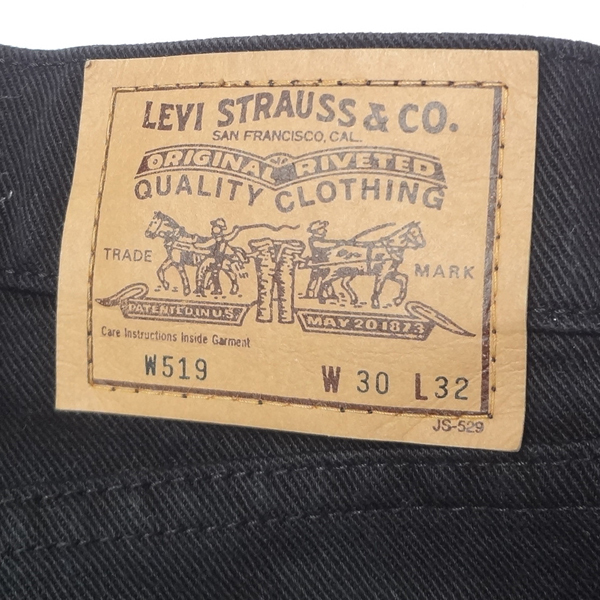 LEVI STRAUSS & CO.
SAN FRANCISCO, CAL.
ORIGINAL RIVETED
QUALITY CLOTHING
TRADE MARK
PATENTED IN U.S. MAY 20 1873
Care Instructions Inside Garment
W519 W 30 L32
JS-529